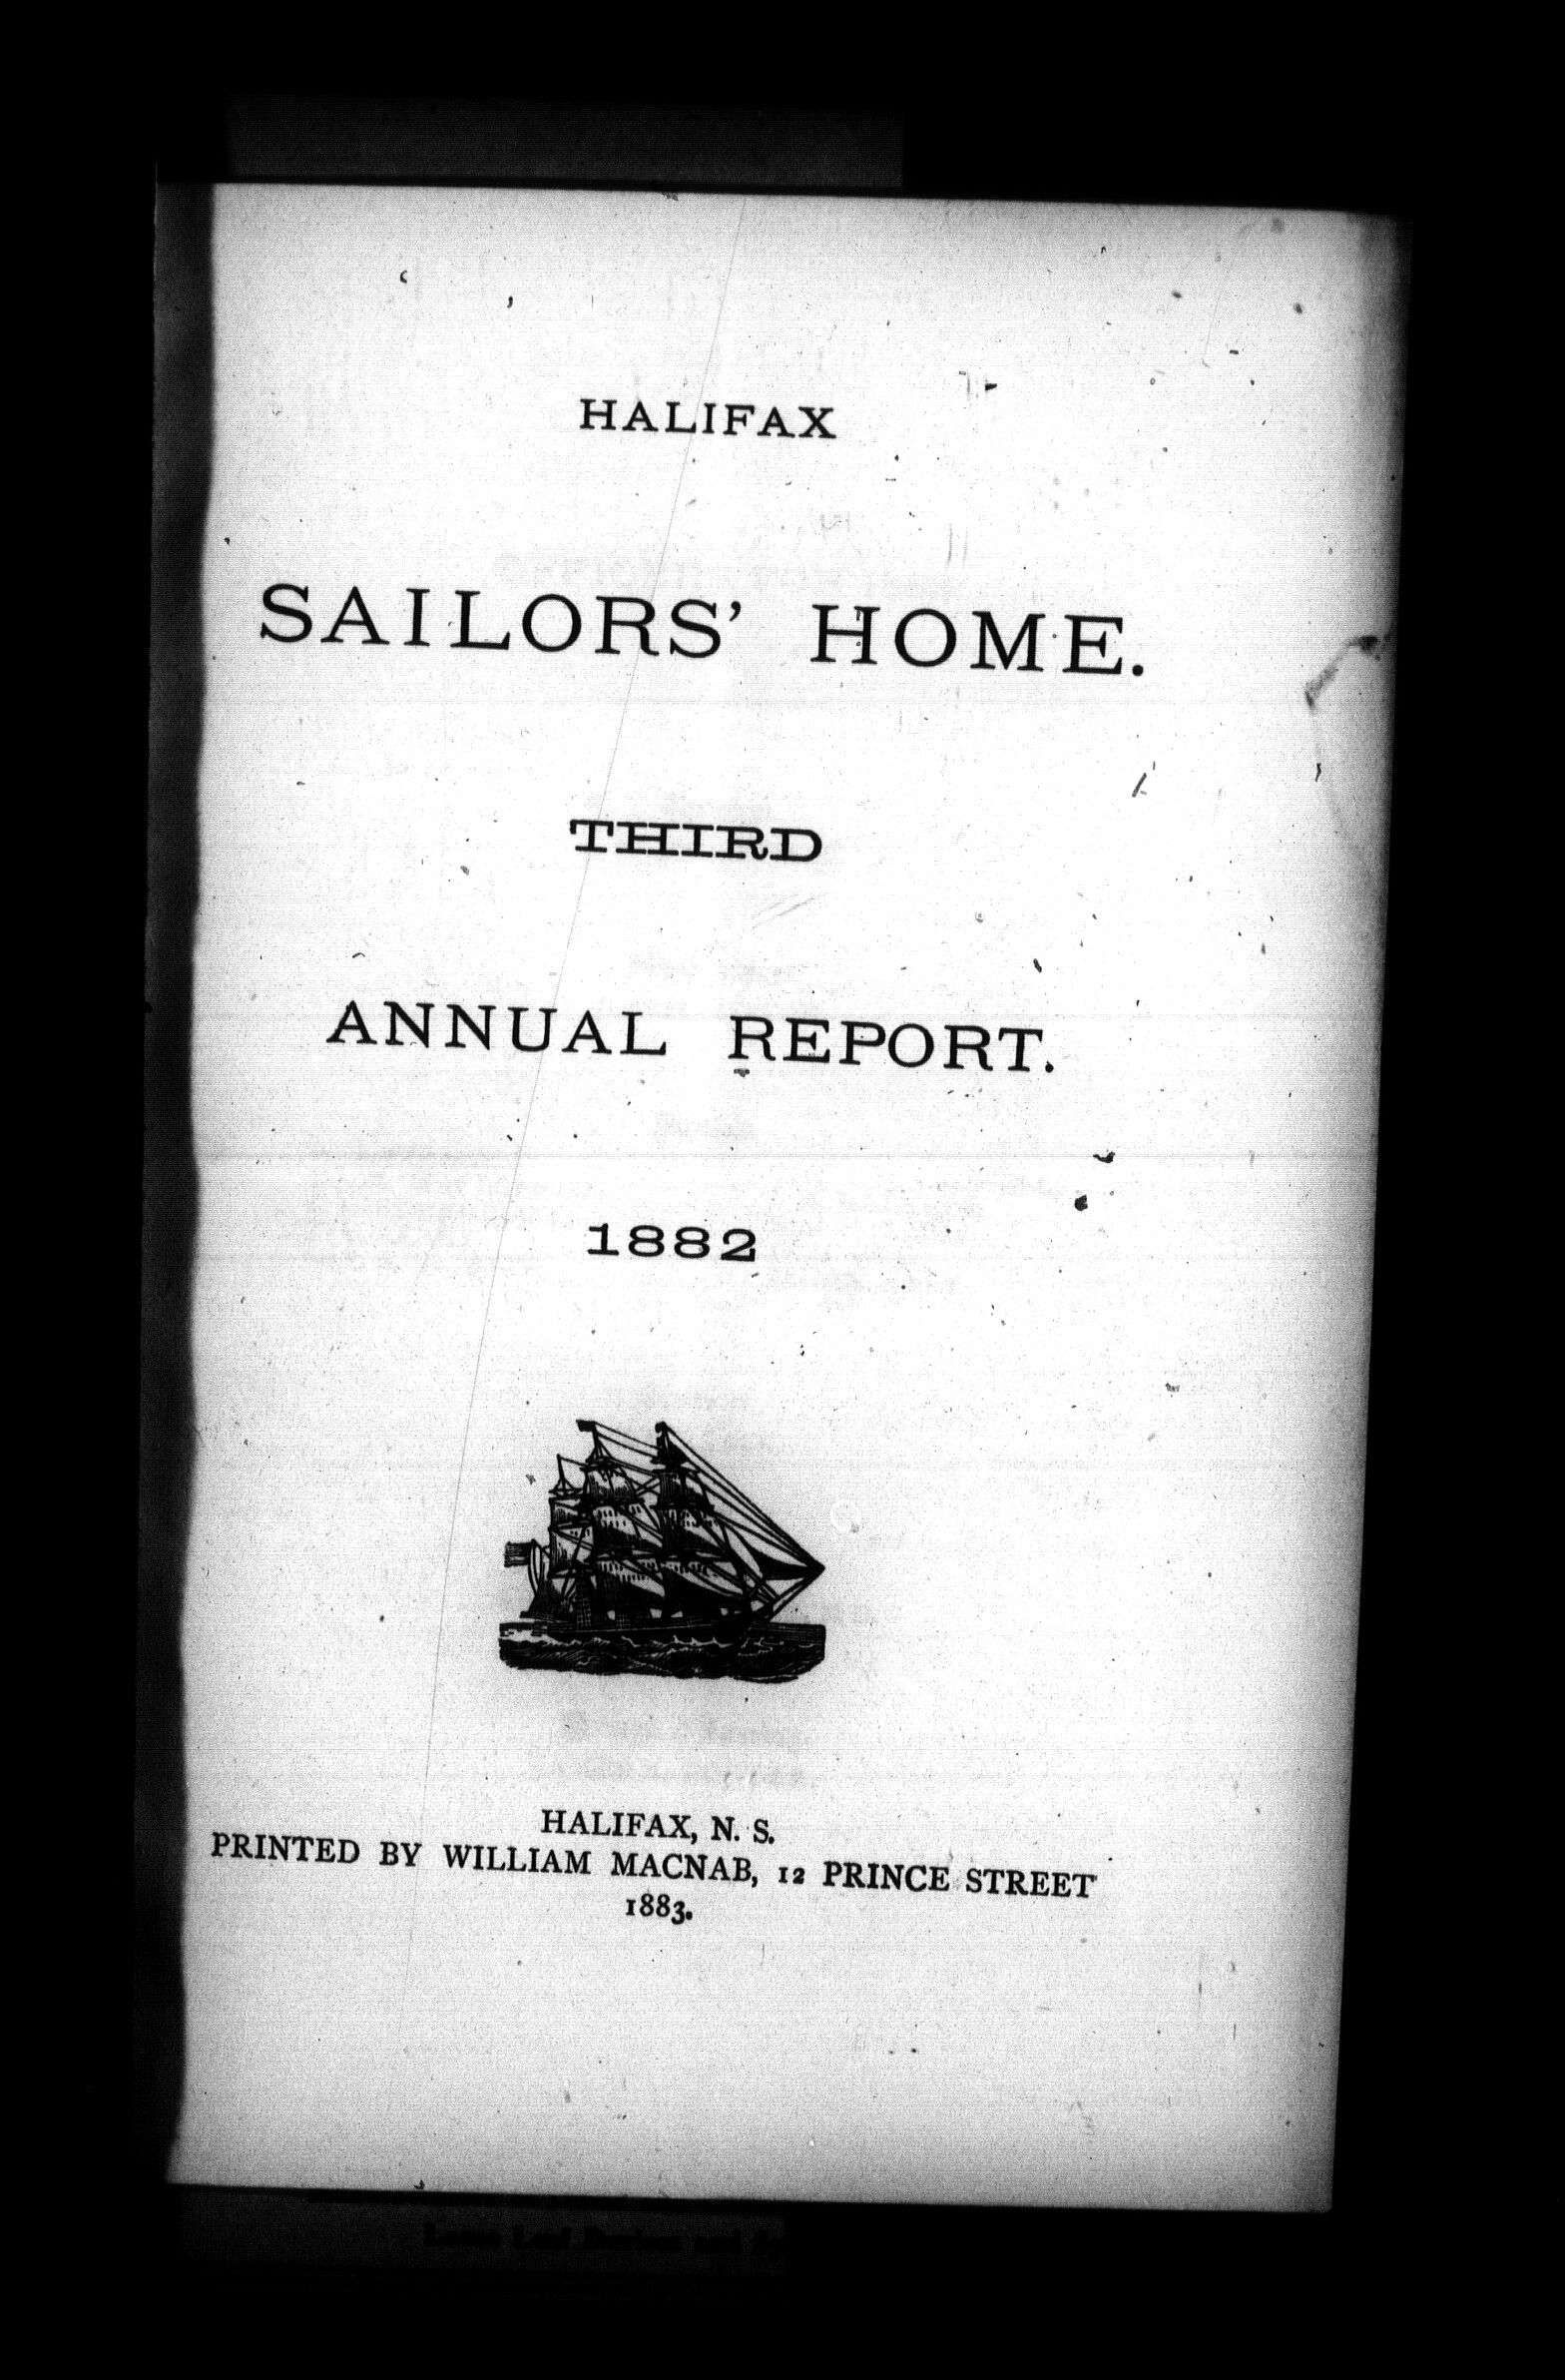 HALIFAX
SAILORS' HOME.
THIRD
ANNUAL REPORT.
1882
HALIFAX, N. S.
PRINTED BY WILLIAM MACNAB, 12 PRINCE STREET
1883.